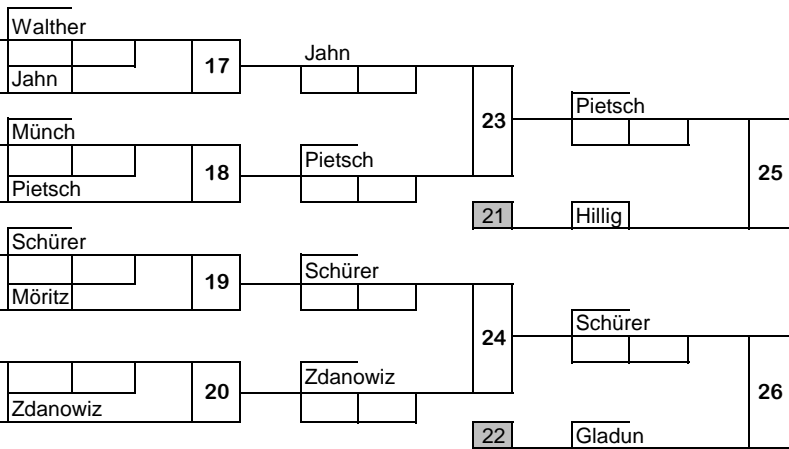 Walther
17
Jahn
Jahn
23
Pietsch
Münch
18
Pietsch
25
Pietsch
21
Hillig
Schürer
19
Schürer
Möritz
24
Schürer
20
Zdanowiz
26
Zdanowiz
22
Gladun